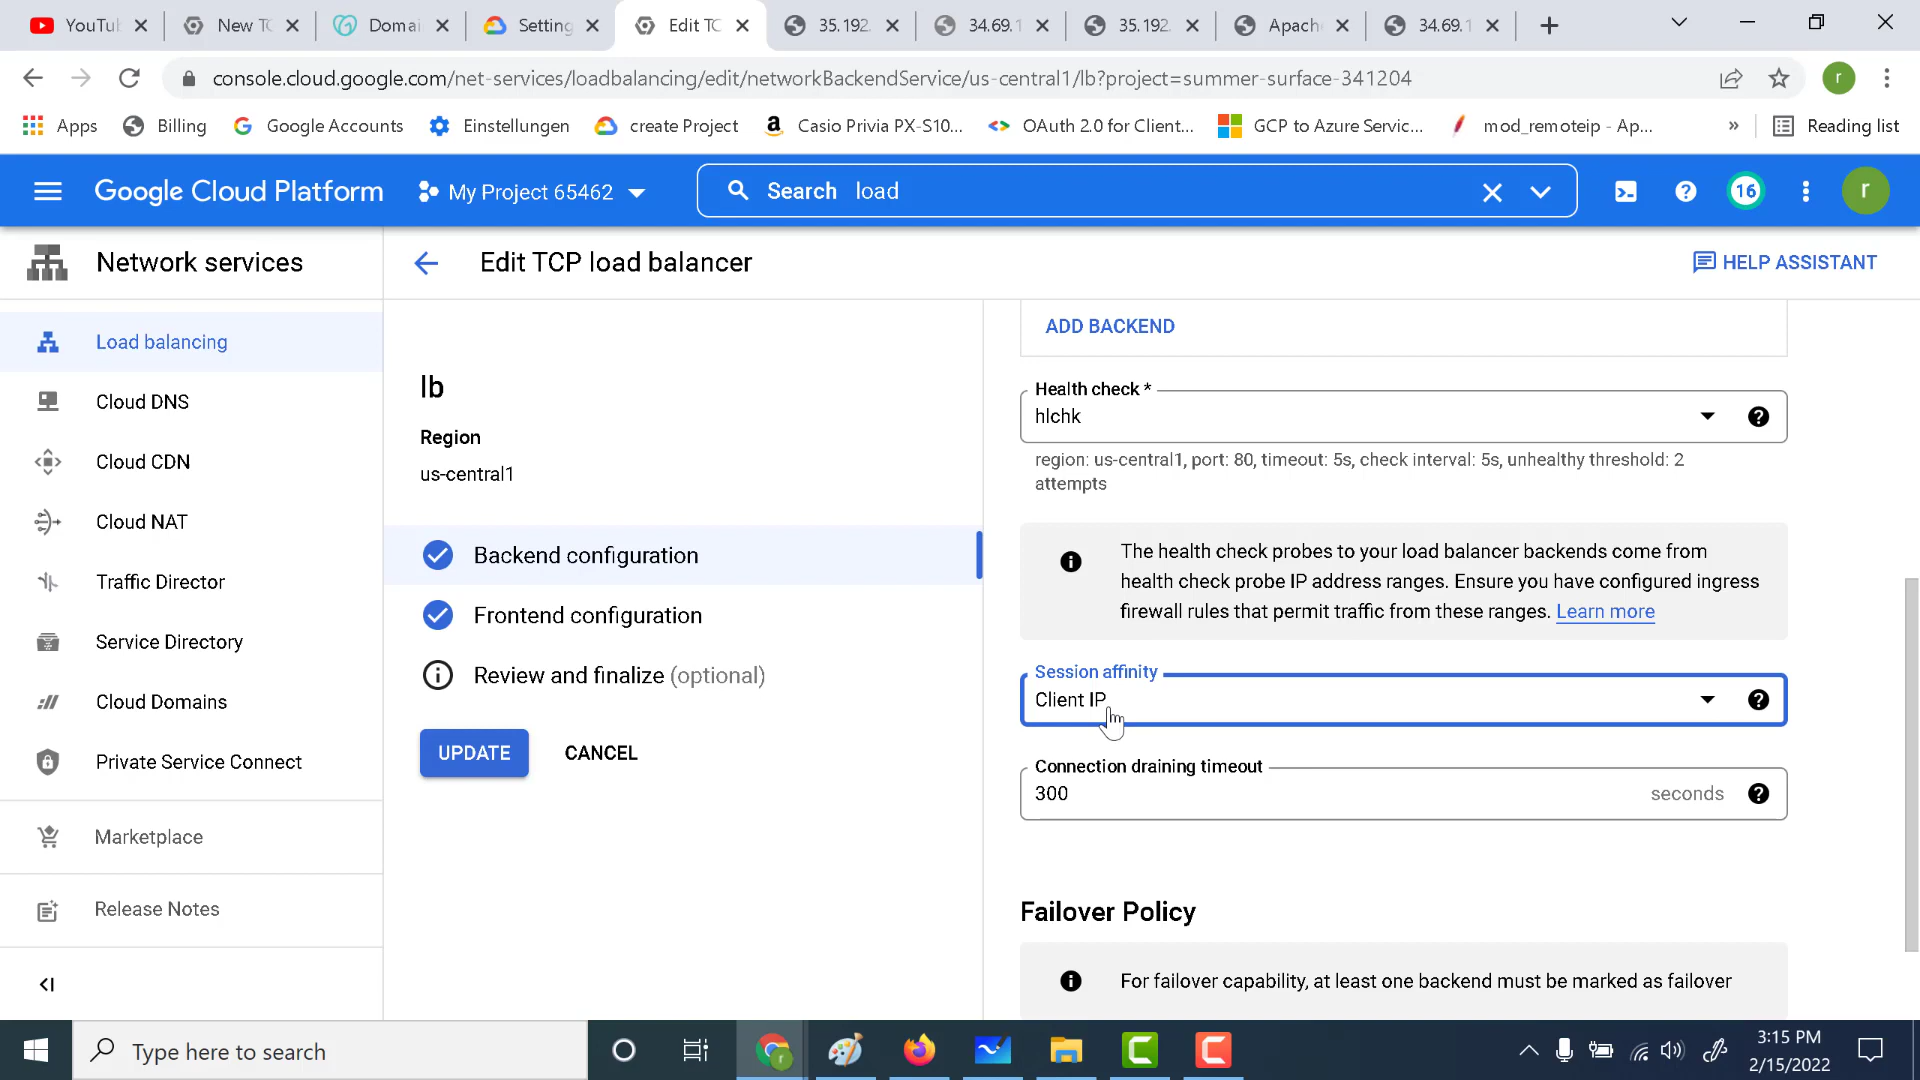 YouTu
New TC
Domai
Setting
Edit TC
35.192.
34.69.1
35.192.
Apach
34.69.1
console.cloud.google.com/net-services/loadbalancing/edit/networkBackendService/us-central1/lb?project=summer-surface-341204
r
Apps
Billing
Google Accounts
Einstellungen
create Project
Casio Privia PX-S10...
OAuth 2.0 for Client...
GCP to Azure Servic...
mod_remoteip - Ap...
»
Reading list
Google Cloud Platform
My Project 65462
Search load
16
r
Network services
Edit TCP load balancer
HELP ASSISTANT
Load balancing
Cloud DNS
Cloud CDN
Cloud NAT
Traffic Director
Service Directory
Cloud Domains
Private Service Connect
Marketplace
Release Notes
lb
Region
us-central1
Backend configuration
Frontend configuration
Review and finalize (optional)
UPDATE
CANCEL
ADD BACKEND
Health check *
hlchk
region: us-central1, port: 80, timeout: 5s, check interval: 5s, unhealthy threshold: 2
attempts
The health check probes to your load balancer backends come from
health check probe IP address ranges. Ensure you have configured ingress
firewall rules that permit traffic from these ranges. Learn more
Session affinity
Client IP
Connection draining timeout
300
seconds
Failover Policy
For failover capability, at least one backend must be marked as failover
Type here to search
3:15 PM
2/15/2022